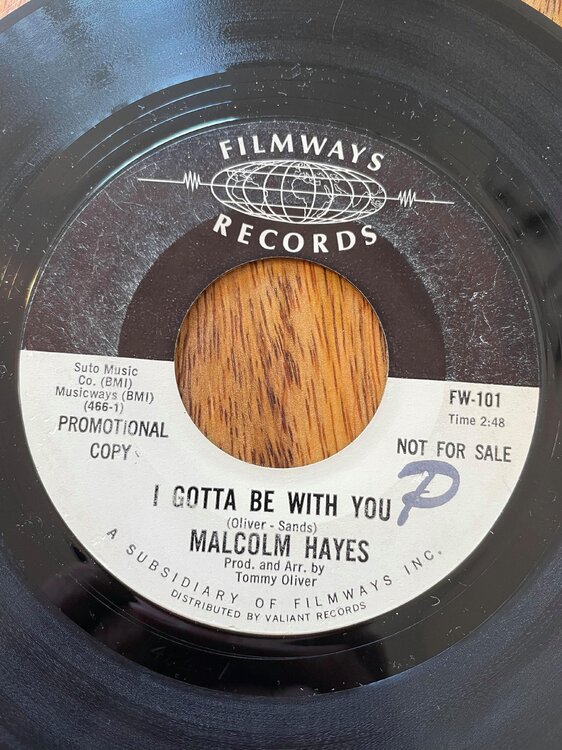 FILMWAYS
RECORDS
Suto Music
Co. (BMI)
Musicways (BMI)
(466-1)
PROMOTIONAL
COPY
FW-101
Time 2:48
NOT FOR SALE
I GOTTA BE WITH YOU
D
(Oliver - Sands)
MALCOLM HAYES
Prod. and Arr. by
Tommy Oliver
A SUBSIDIARY OF FILMWAYS INC.
DISTRIBUTED BY VALIANT RECORDS